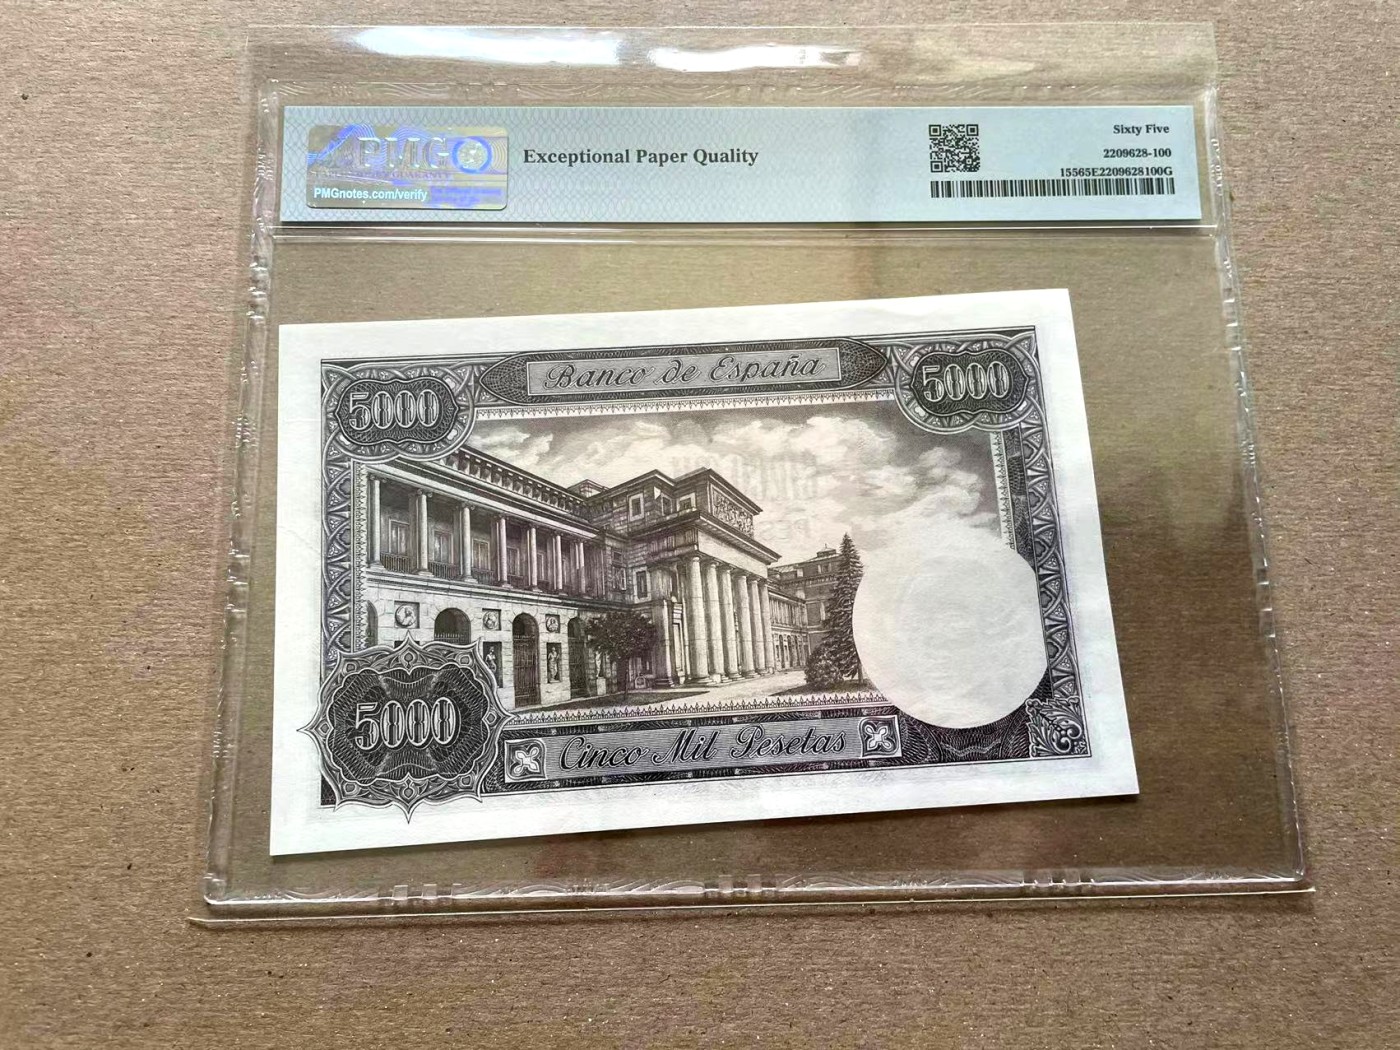 PMG
PMGnotes.com/verify
Exceptional Paper Quality
Sixty Five
2209628-100
15565E2209628100G
Banco de España
5000
5000
5000
Cinco Mil Pesetas